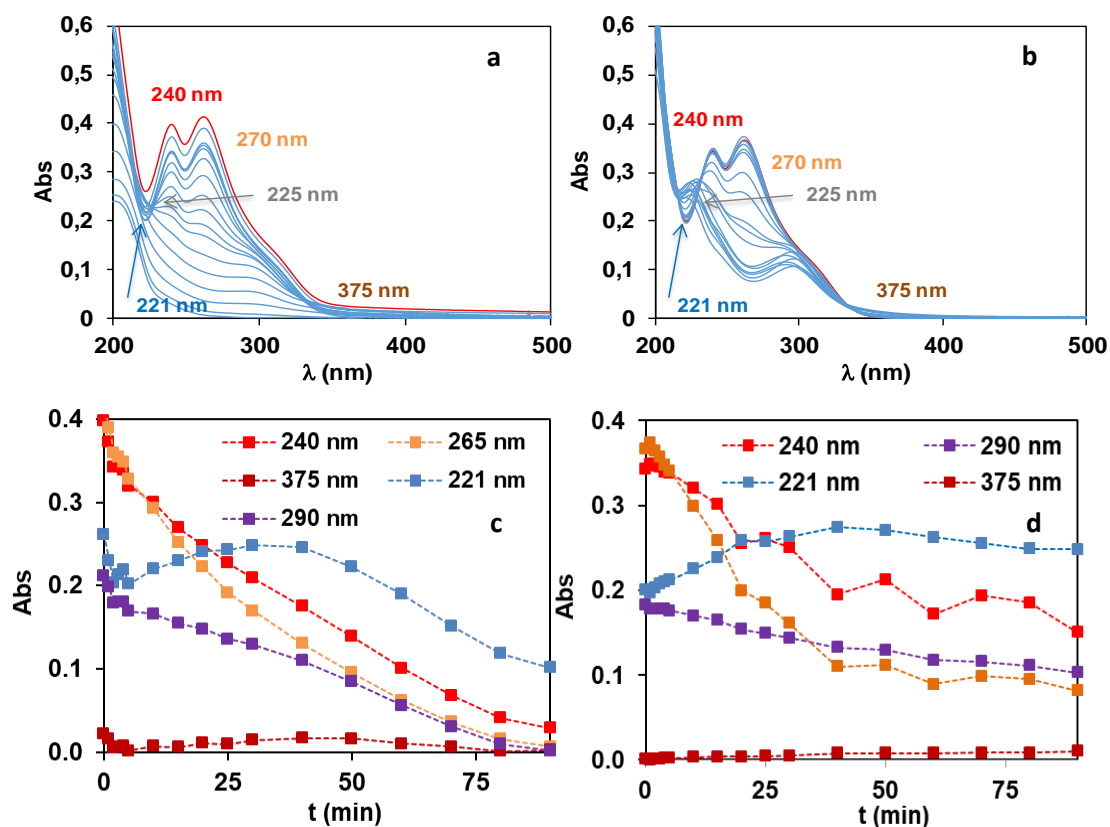 a
Abs
0,6
0,5
0,4
0,3
0,2
0,1
0
240 nm
270 nm
225 nm
221 nm
375 nm
200
300
400
500
λ (nm)
b
Abs
0,6
0,5
0,4
0,3
0,2
0,1
0
240 nm
270 nm
225 nm
221 nm
375 nm
200
300
400
500
λ (nm)
c
Abs
0.4
0.3
0.2
0.1
0.0
240 nm
265 nm
375 nm
221 nm
290 nm
0
25
50
75
t (min)
d
Abs
0.4
0.3
0.2
0.1
0.0
240 nm
290 nm
221 nm
375 nm
0
25
50
75
t (min)